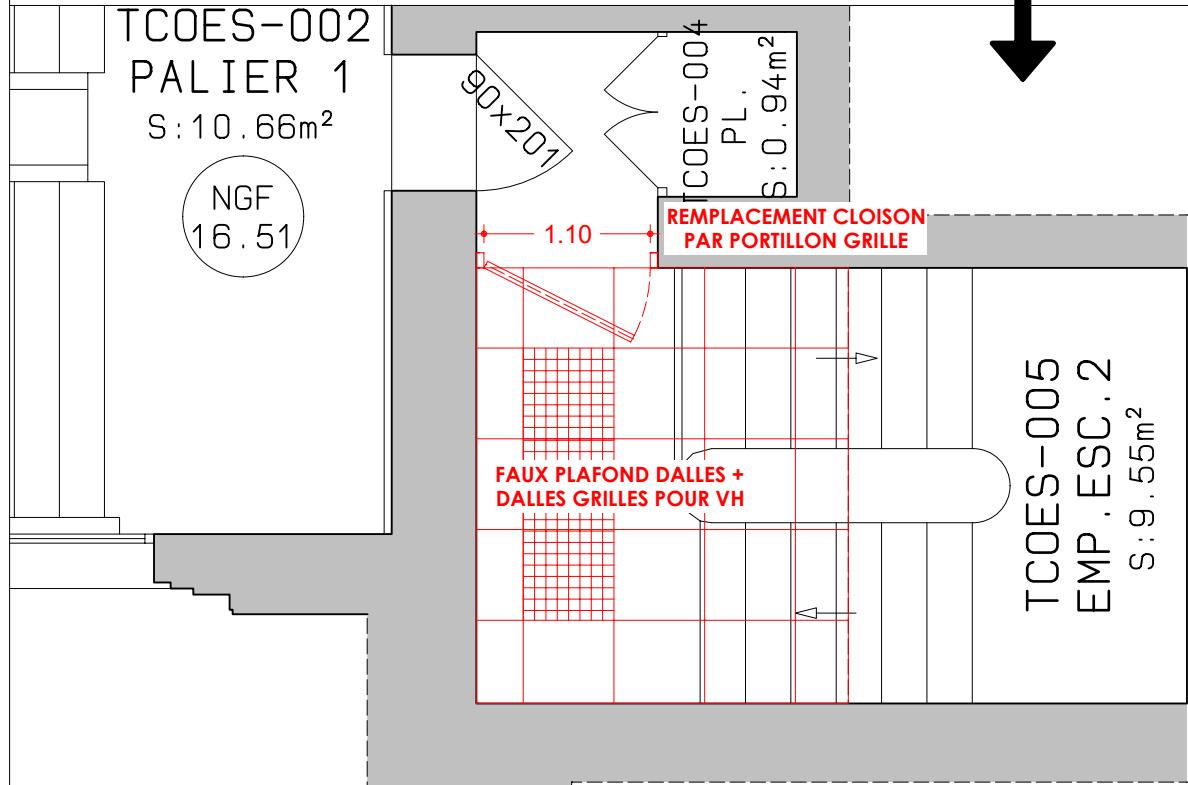 TCOES-002
PALIER 1
S:10.66m²
NGF
16.51
90x201
TCOES-004
PL.
S:0.94m²
REMPLACEMENT CLOISON
PAR PORTILLON GRILLE
1.10
FAUX PLAFOND DALLES +
DALLES GRILLES POUR VH
TCOES-005
EMP.ESC.2
S:9.55m²